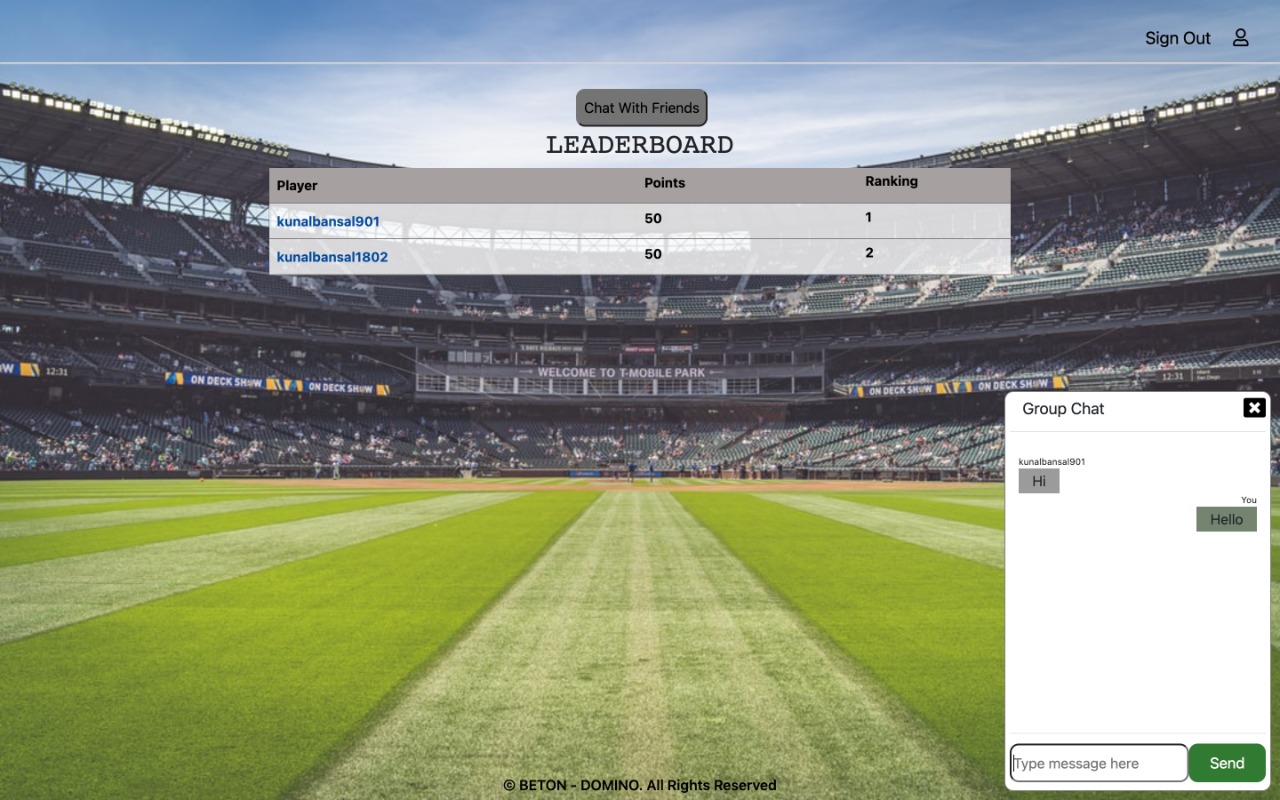 Sign Out
Chat With Friends
LEADERBOARD
Player Points Ranking
kunalbansal901 50 1
kunalbansal1802 50 2
WELCOME TO T-MOBILE PARK
12:31
ON DECK SHOW ON DECK SHOW
ON DECK SHOW ON DECK SHOW
12:31
Group Chat
kunalbansal901
Hi
You
Hello
Type message here
Send
© BETON - DOMINO. All Rights Reserved